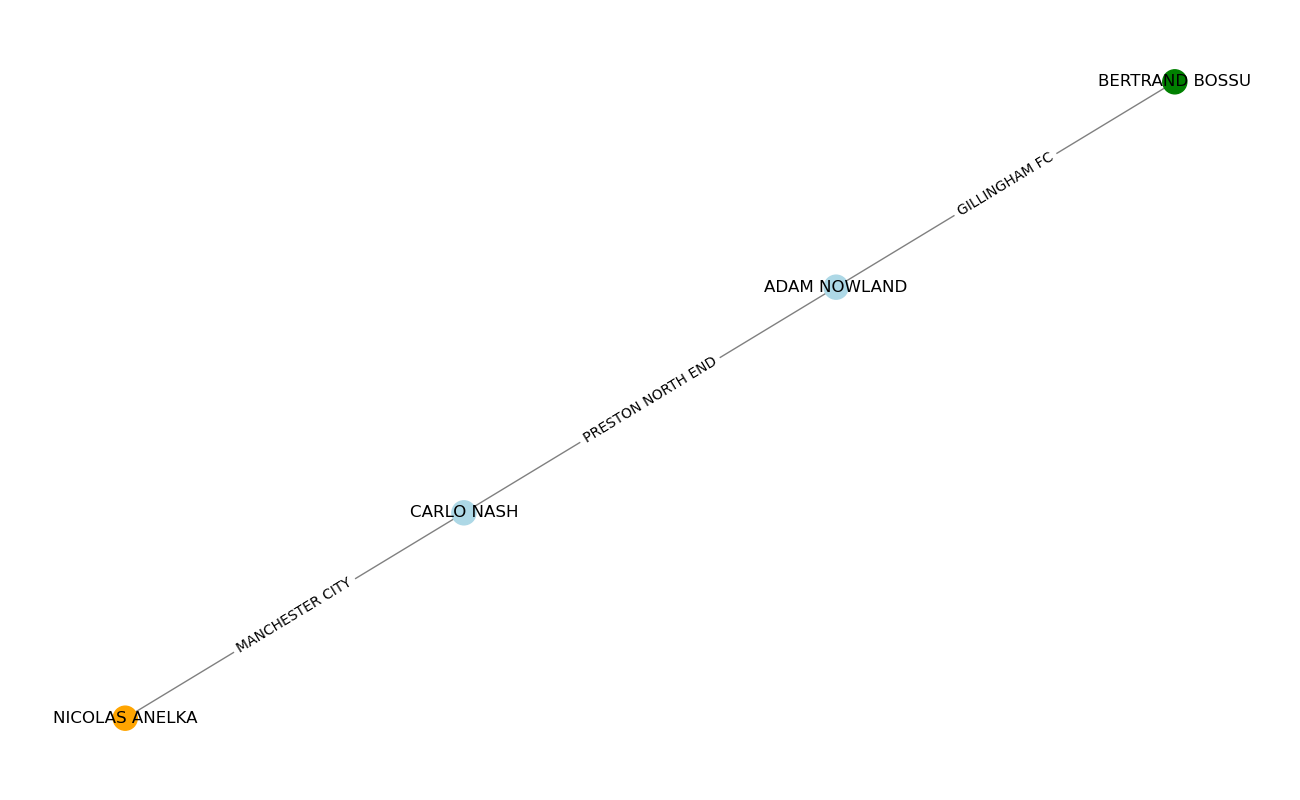 BERTRAND BOSSU
GILLINGHAM FC
ADAM NOWLAND
PRESTON NORTH END
CARLO NASH
MANCHESTER CITY
NICOLAS ANELKA